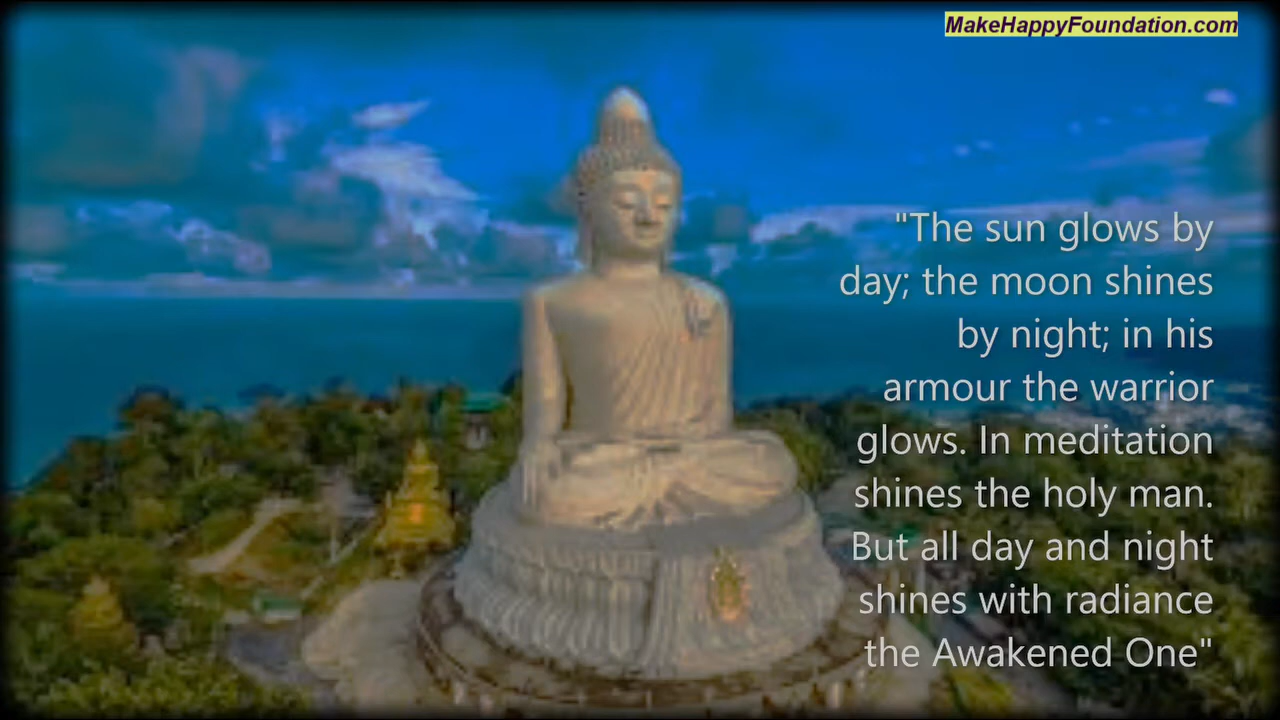 MakeHappyFoundation.com
"The sun glows by
day; the moon shines
by night; in his
armour the warrior
glows. In meditation
shines the holy man.
But all day and night
shines with radiance
the Awakened One"